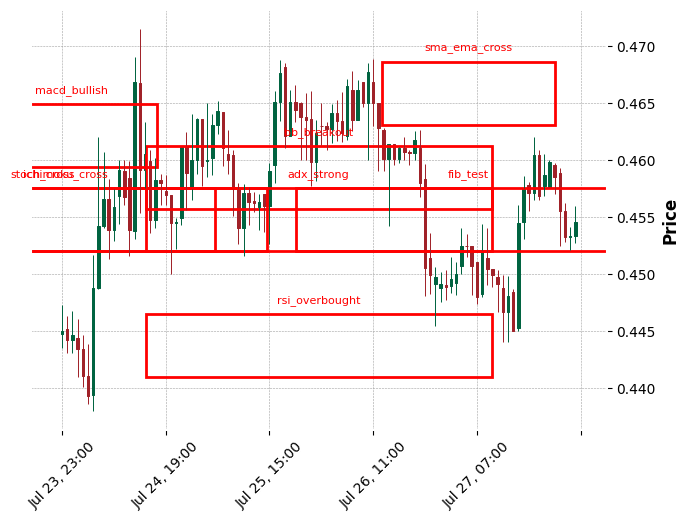 0.470
sma_ema_cross
macd_bullish
0.465
bb_breakout
0.460
stoch_cross
ichimoku_cross
adx_strong
fib_test
0.455
Price
0.450
rsi_overbought
0.445
0.440
Jul 23, 23:00
Jul 24, 19:00
Jul 25, 15:00
Jul 26, 11:00
Jul 27, 07:00